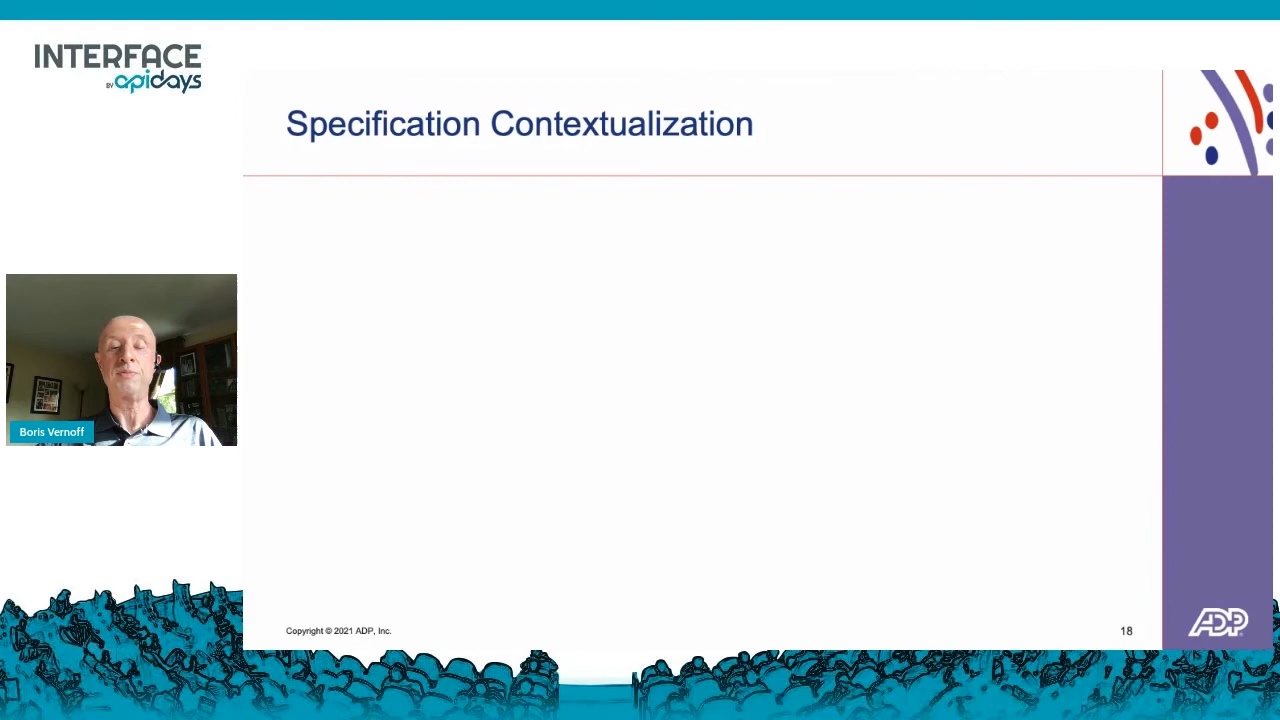 INTERFACE
BY apidays
Specification Contextualization
Boris Vernoff
Copyright © 2021 ADP, Inc.
18
ADP